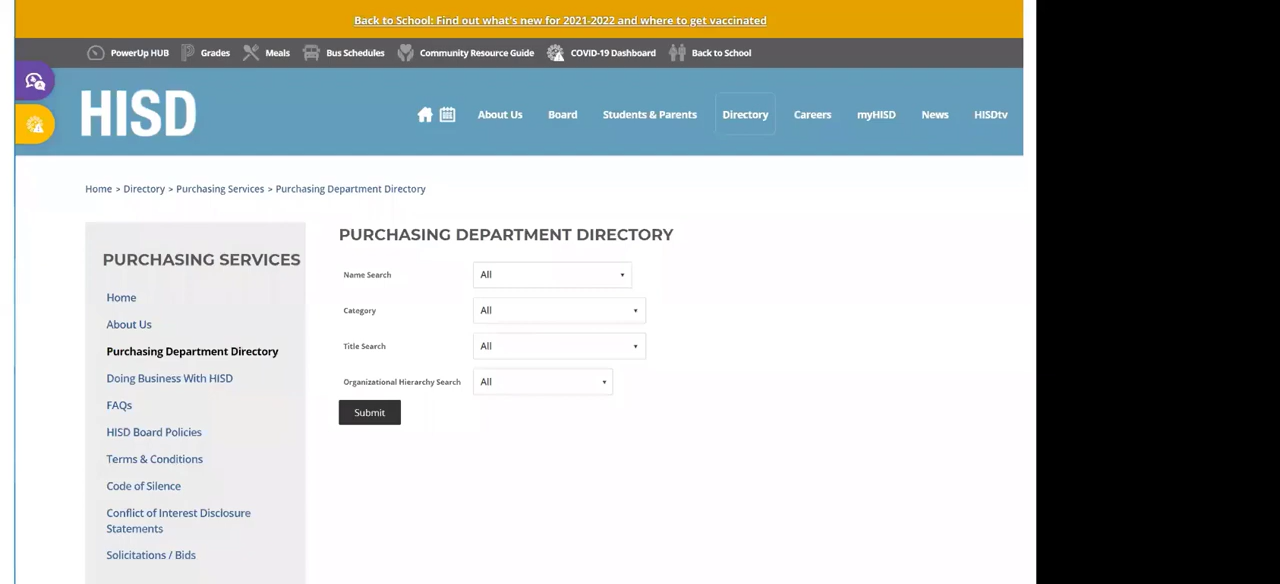 Back to School: Find out what's new for 2021-2022 and where to get vaccinated
PowerUp HUB Grades Meals Bus Schedules Community Resource Guide COVID-19 Dashboard Back to School
HISD About Us Board Students & Parents Directory Careers myHISD News HISDtv
Home > Directory > Purchasing Services > Purchasing Department Directory
PURCHASING SERVICES
Home
About Us
Purchasing Department Directory
Doing Business With HISD
FAQs
HISD Board Policies
Terms & Conditions
Code of Silence
Conflict of Interest Disclosure
Statements
Solicitations / Bids
PURCHASING DEPARTMENT DIRECTORY
Name Search All
Category All
Title Search All
Organizational Hierarchy Search All
Submit